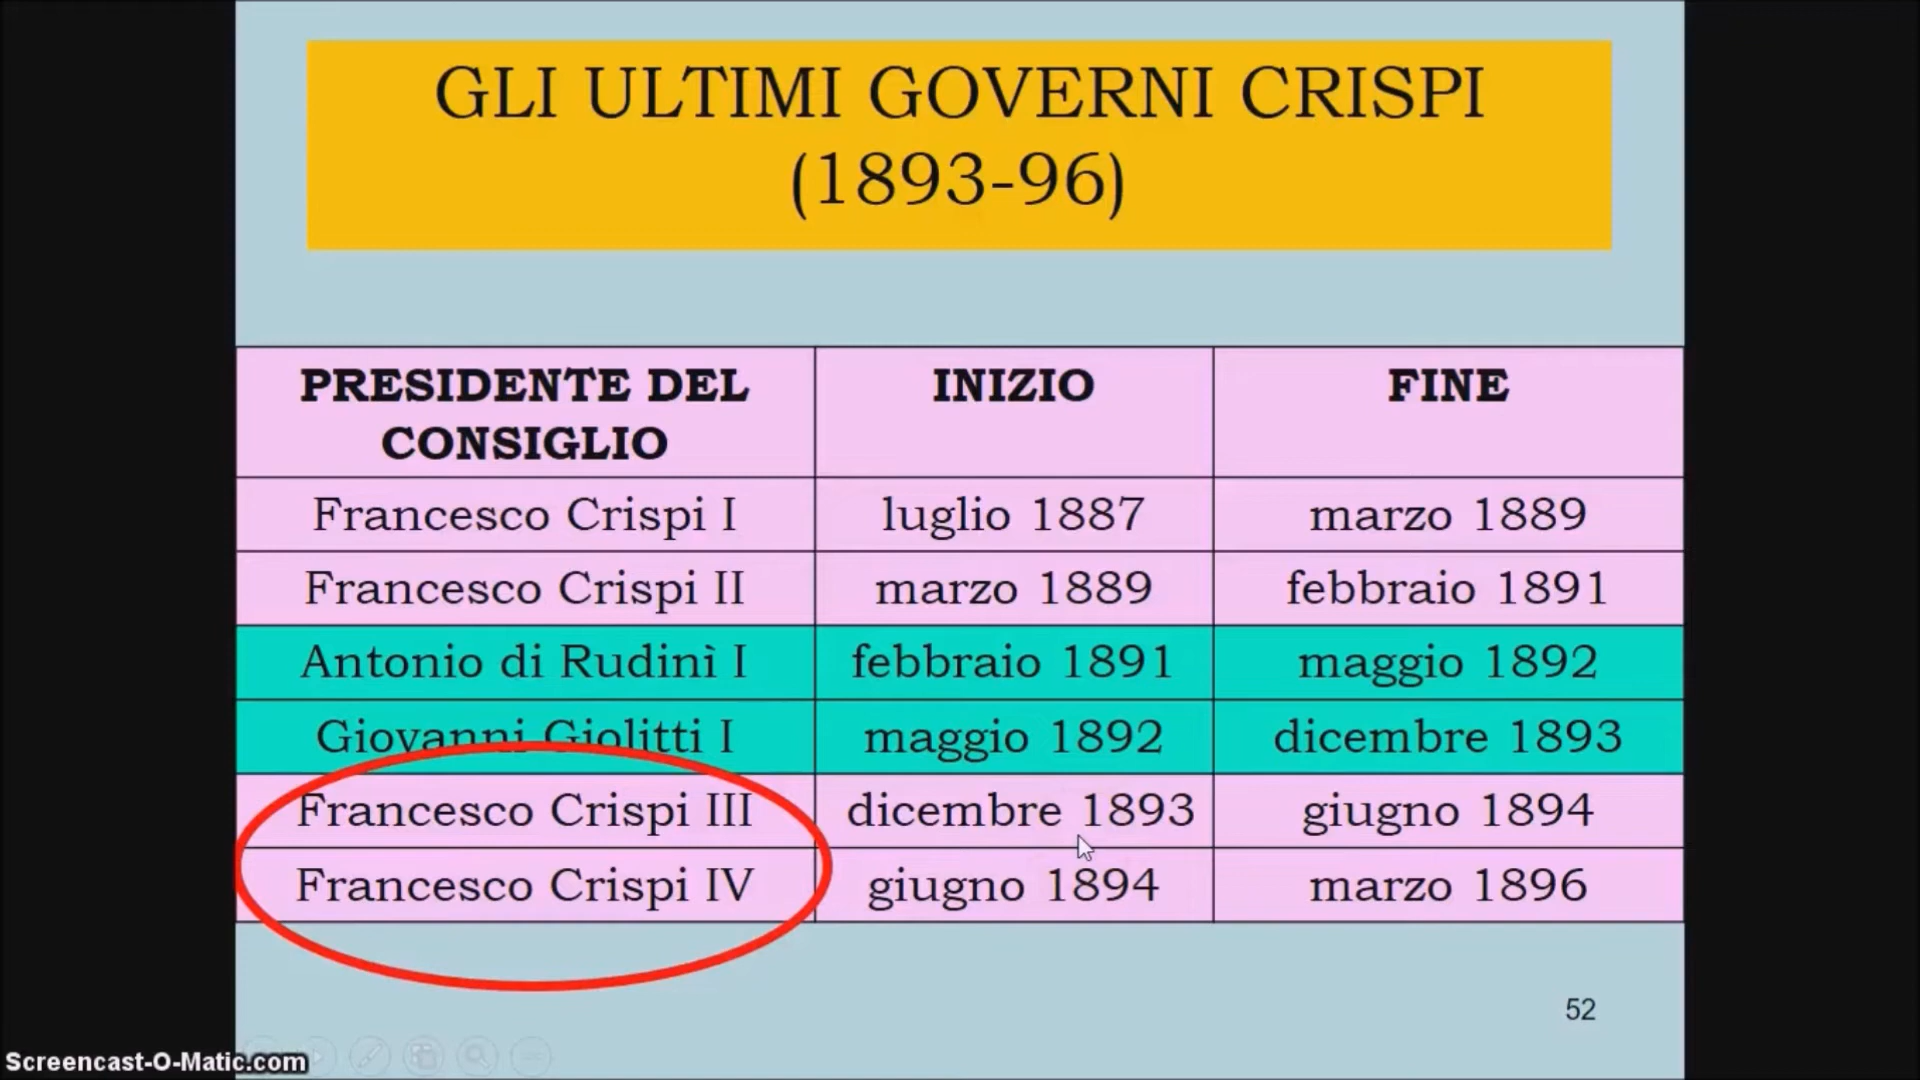 GLI ULTIMI GOVERNI CRISPI
(1893-96)
PRESIDENTE DEL
CONSIGLIO
INIZIO
FINE
Francesco Crispi I
luglio 1887
marzo 1889
Francesco Crispi II
marzo 1889
febbraio 1891
Antonio di Rudinì I
febbraio 1891
maggio 1892
Giovanni Giolitti I
maggio 1892
dicembre 1893
Francesco Crispi III
dicembre 1893
giugno 1894
Francesco Crispi IV
giugno 1894
marzo 1896
52
Screencast-O-Matic.com